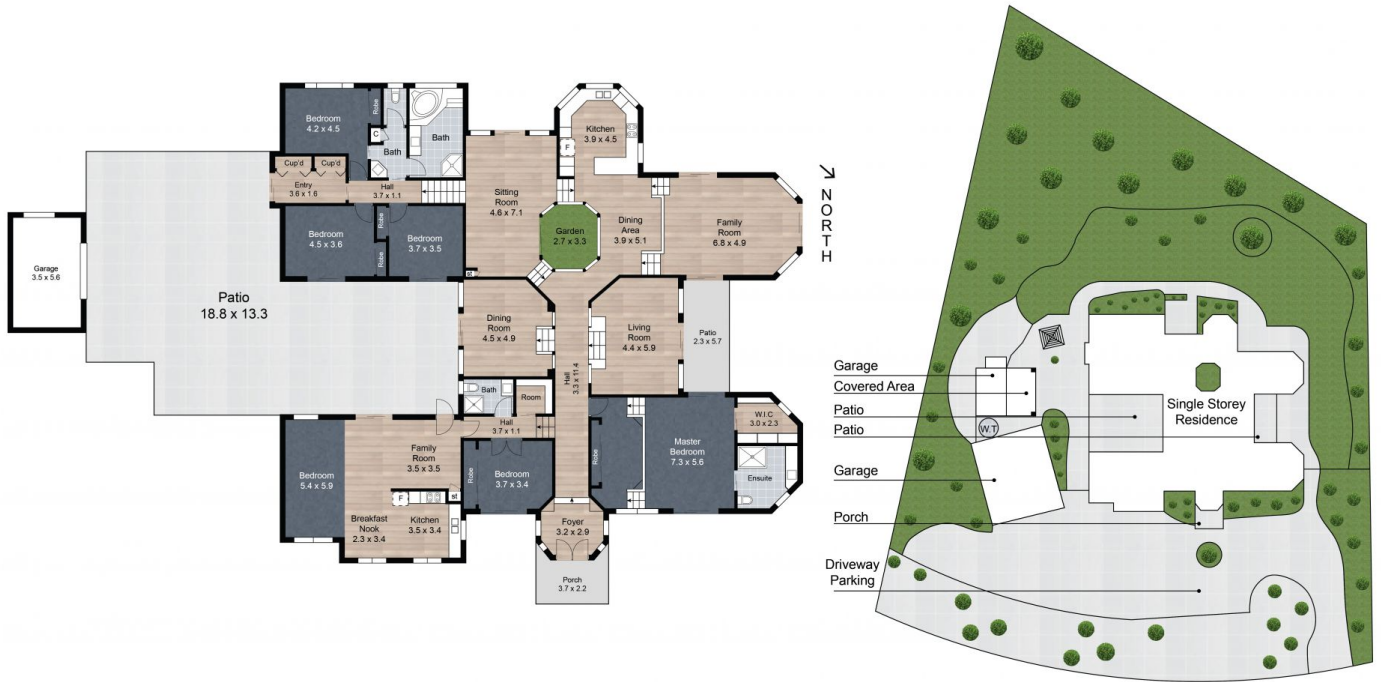 Bedroom
4.2 x 4.5
Robe
C
Bath
Bath
Cup'd
Cup'd
Entry
3.6 x 1.6
Hall
3.7 x 1.1
Bedroom
4.5 x 3.6
Robe
Robe
Bedroom
3.7 x 3.5
Sitting
Room
4.6 x 7.1
st
Kitchen
3.9 x 4.5
F
Garden
2.7 x 3.3
Dining
Area
3.9 x 5.1
Family
Room
6.8 x 4.9
NORTH
Garage
3.5 x 5.6
Patio
18.8 x 13.3
Dining
Room
4.5 x 4.9
Hall
3.3 x 11.4
Living
Room
4.4 x 5.9
Patio
2.3 x 5.7
Bath
Room
Hall
3.7 x 1.1
Bedroom
5.4 x 5.9
Family
Room
3.5 x 3.5
F
st
Breakfast
Nook
2.3 x 3.4
Kitchen
3.5 x 3.4
Robe
Bedroom
3.7 x 3.4
Robe
Master
Bedroom
7.3 x 5.6
W.I.C
3.0 x 2.3
Ensuite
Foyer
3.2 x 2.9
Porch
3.7 x 2.2
Garage
Covered Area
Patio
Patio
Garage
Porch
Driveway
Parking
W.T
Single Storey
Residence